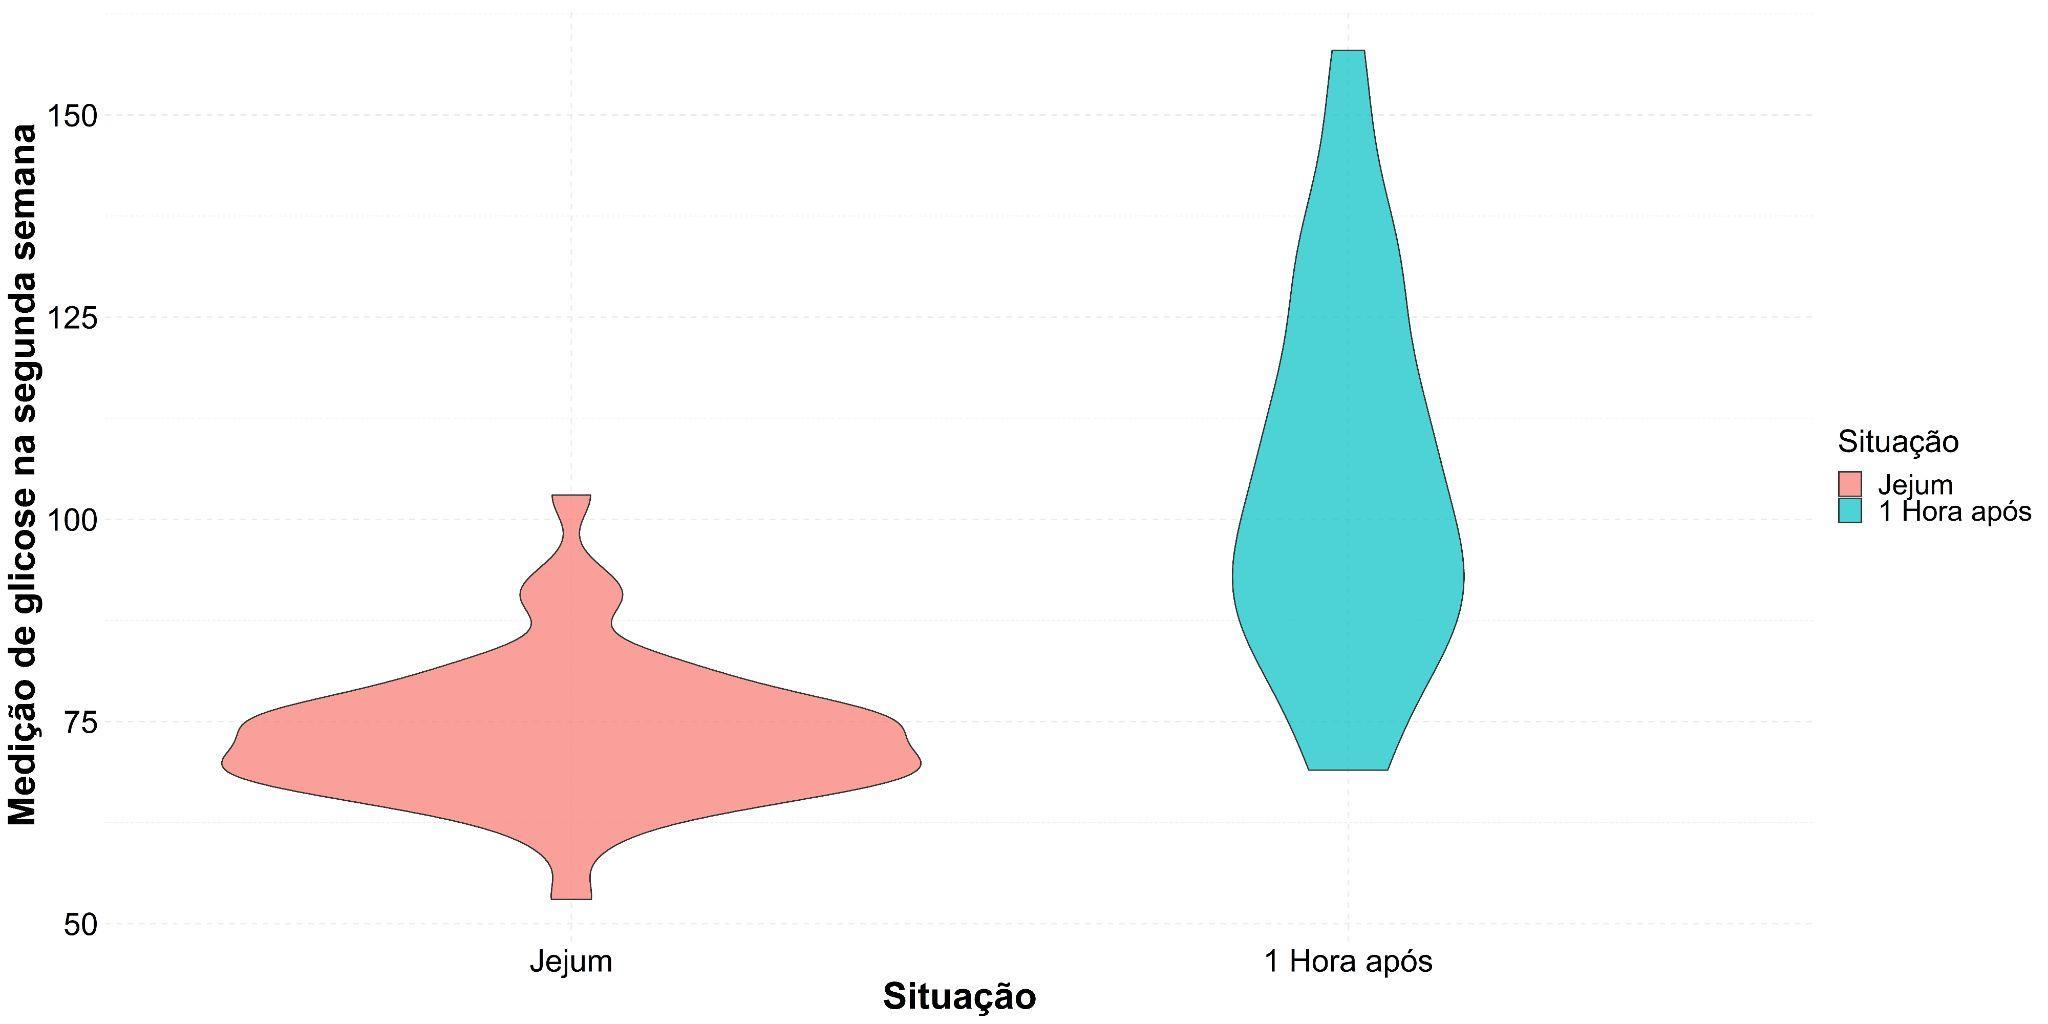 Medição de glicose na segunda semana
150
125
100
75
50
Jejum
1 Hora após
Situação
Situação
Jejum
1 Hora após